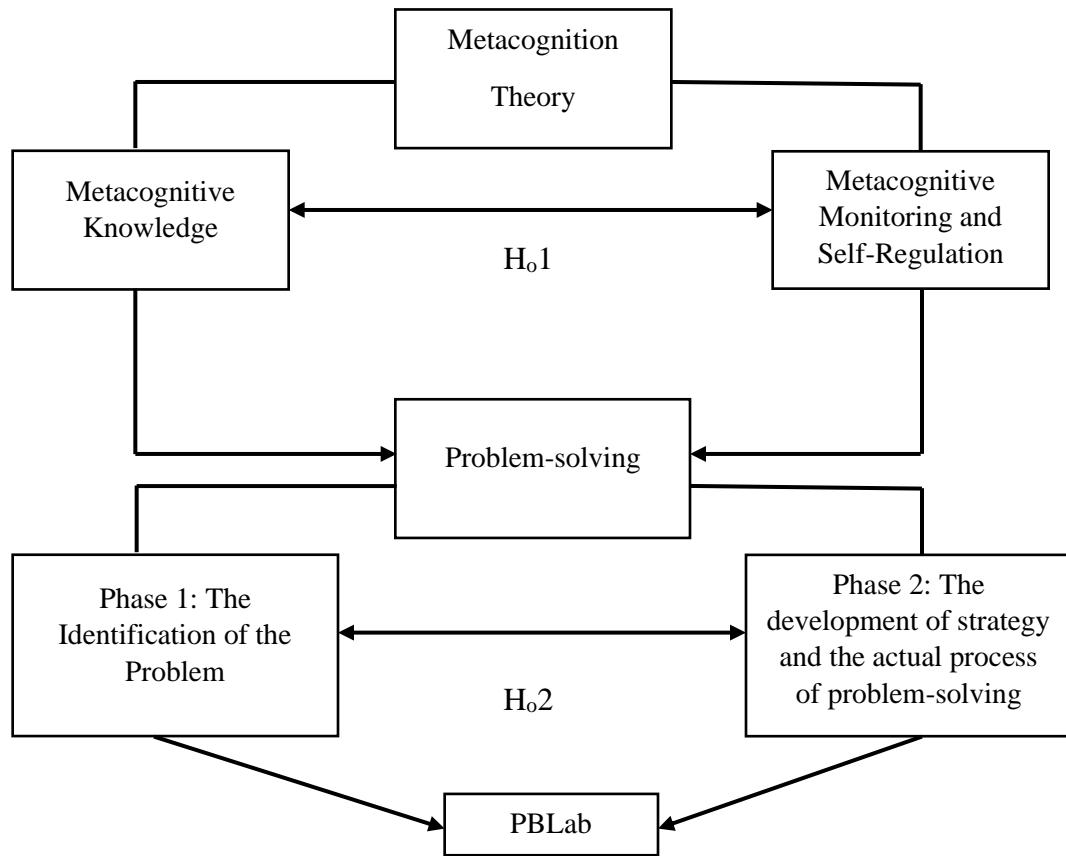 Metacognition
Theory
Metacognitive
Knowledge
Metacognitive
Monitoring and
Self-Regulation
Hₒ1
Problem-solving
Phase 1: The
Identification of the
Problem
Phase 2: The
development of strategy
and the actual process
of problem-solving
Hₒ2
PBLab